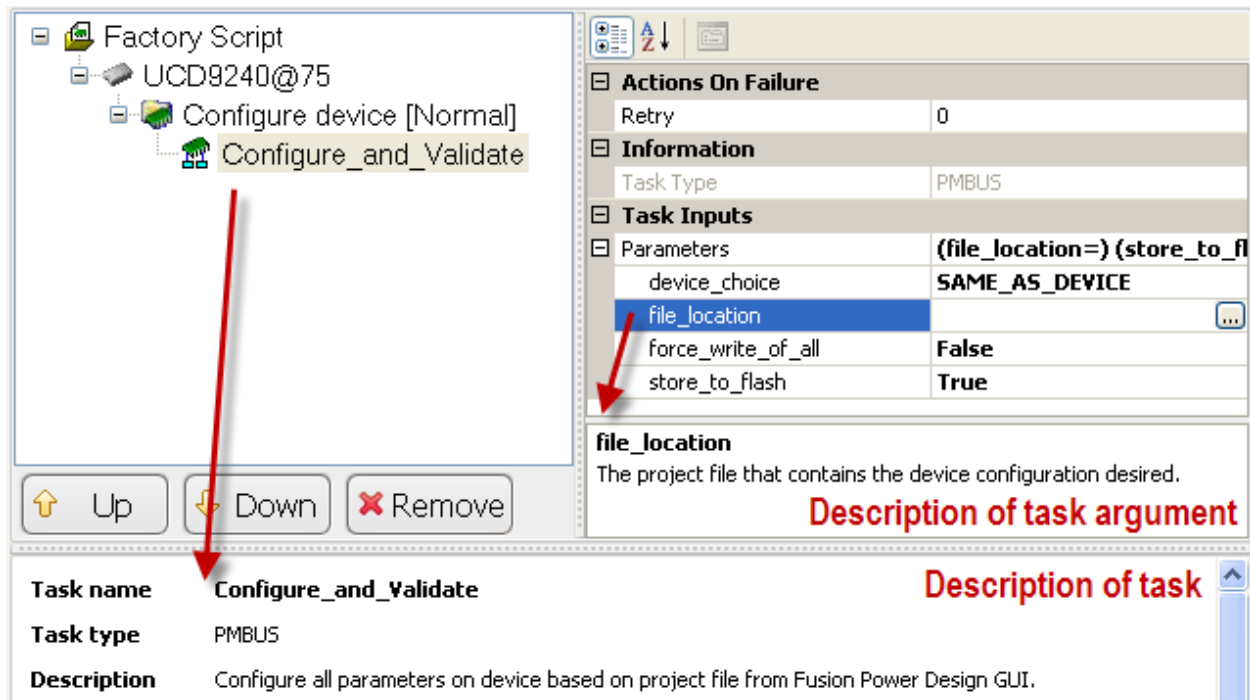 Factory Script
UCD9240@75
Configure device [Normal]
Configure_and_Validate
Up
Down
Remove
A
Z
Actions On Failure
Retry 0
Information
Task Type PMBUS
Task Inputs
Parameters (file_location=) (store_to_fl
device_choice SAME_AS_DEVICE
file_location ...
force_write_of_all False
store_to_flash True
file_location
The project file that contains the device configuration desired.
Description of task argument
Description of task
Task name Configure_and_Validate
Task type PMBUS
Description Configure all parameters on device based on project file from Fusion Power Design GUI.